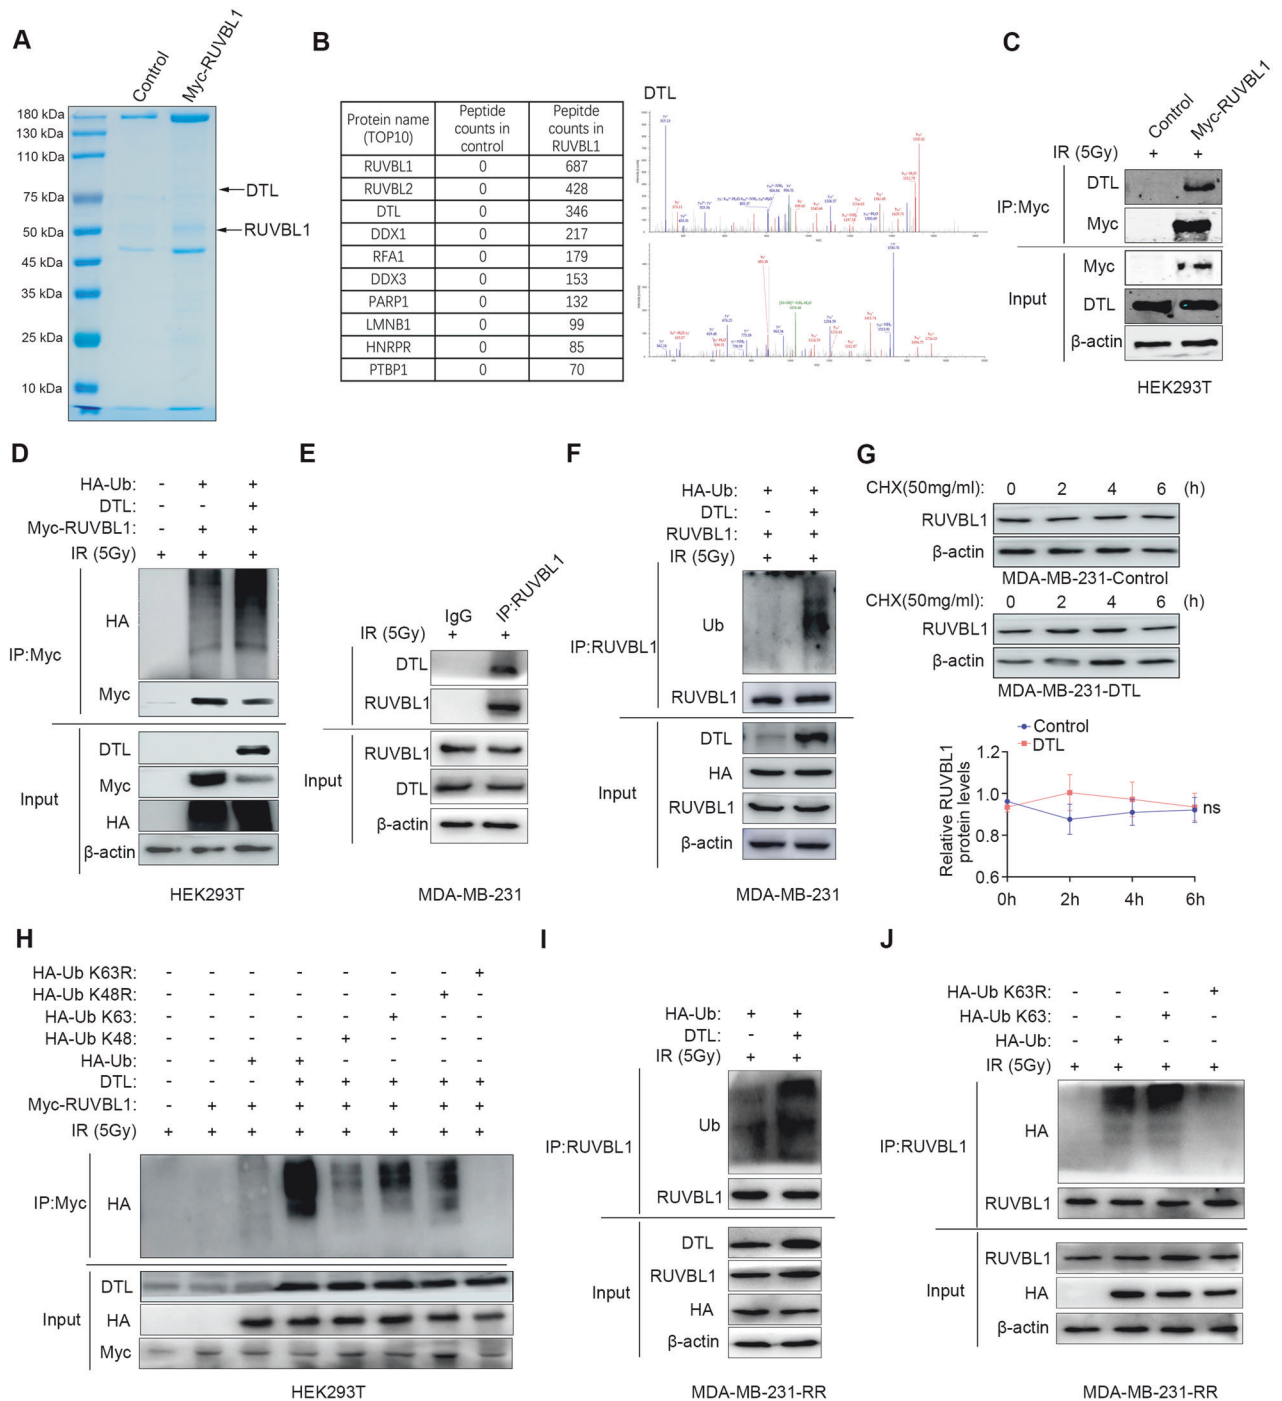 A
Control
Myc-RUVBL1
180 kDa
130 kDa
110 kDa
75 kDa
50 kDa
45 kDa
35 kDa
25 kDa
10 kDa
DTL
RUVBL1
B
Protein name (TOP10) Peptide counts in control Pepitde counts in RUVBL1
RUVBL1 0 687
RUVBL2 0 428
DTL 0 346
DDX1 0 217
RFA1 0 179
DDX3 0 153
PARP1 0 132
LMNB1 0 99
HNRPR 0 85
PTBP1 0 70
DTL
C
Control
Myc-RUVBL1
IR (5Gy) + +
IP:Myc
DTL
Myc
Input
Myc
DTL
β-actin
HEK293T
D
HA-Ub: - + +
DTL: - - +
Myc-RUVBL1: - + +
IR (5Gy) + + +
IP:Myc
HA
Myc
Input
DTL
Myc
HA
β-actin
HEK293T
E
IgG
IP:RUVBL1
IR (5Gy) + +
DTL
RUVBL1
Input
RUVBL1
DTL
β-actin
MDA-MB-231
F
HA-Ub: + +
DTL: - +
RUVBL1: + +
IR (5Gy) + +
IP:RUVBL1
Ub
RUVBL1
Input
DTL
HA
RUVBL1
β-actin
MDA-MB-231
G
CHX(50mg/ml): 0 2 4 6 (h)
RUVBL1
β-actin
MDA-MB-231-Control
CHX(50mg/ml): 0 2 4 6 (h)
RUVBL1
β-actin
MDA-MB-231-DTL
Control
DTL
Relative RUVBL1
protein levels
1.2
1.0
0.8
0.6
ns
0h 2h 4h 6h
H
HA-Ub K63R: - - - - - - - +
HA-Ub K48R: - - - - - - + -
HA-Ub K63: - - - - - + - -
HA-Ub K48: - - - - + - - -
HA-Ub: - - + + - - - -
DTL: - - - + + + + +
Myc-RUVBL1: - + + + + + + +
IR (5Gy) + + + + + + + +
IP:Myc
HA
Input
DTL
HA
Myc
HEK293T
I
HA-Ub: + +
DTL: - +
IR (5Gy) + +
IP:RUVBL1
Ub
RUVBL1
Input
DTL
RUVBL1
HA
β-actin
MDA-MB-231-RR
J
HA-Ub K63R: - - - +
HA-Ub K63: - - + -
HA-Ub: - + - -
IR (5Gy) + + + +
IP:RUVBL1
HA
RUVBL1
Input
RUVBL1
HA
β-actin
MDA-MB-231-RR